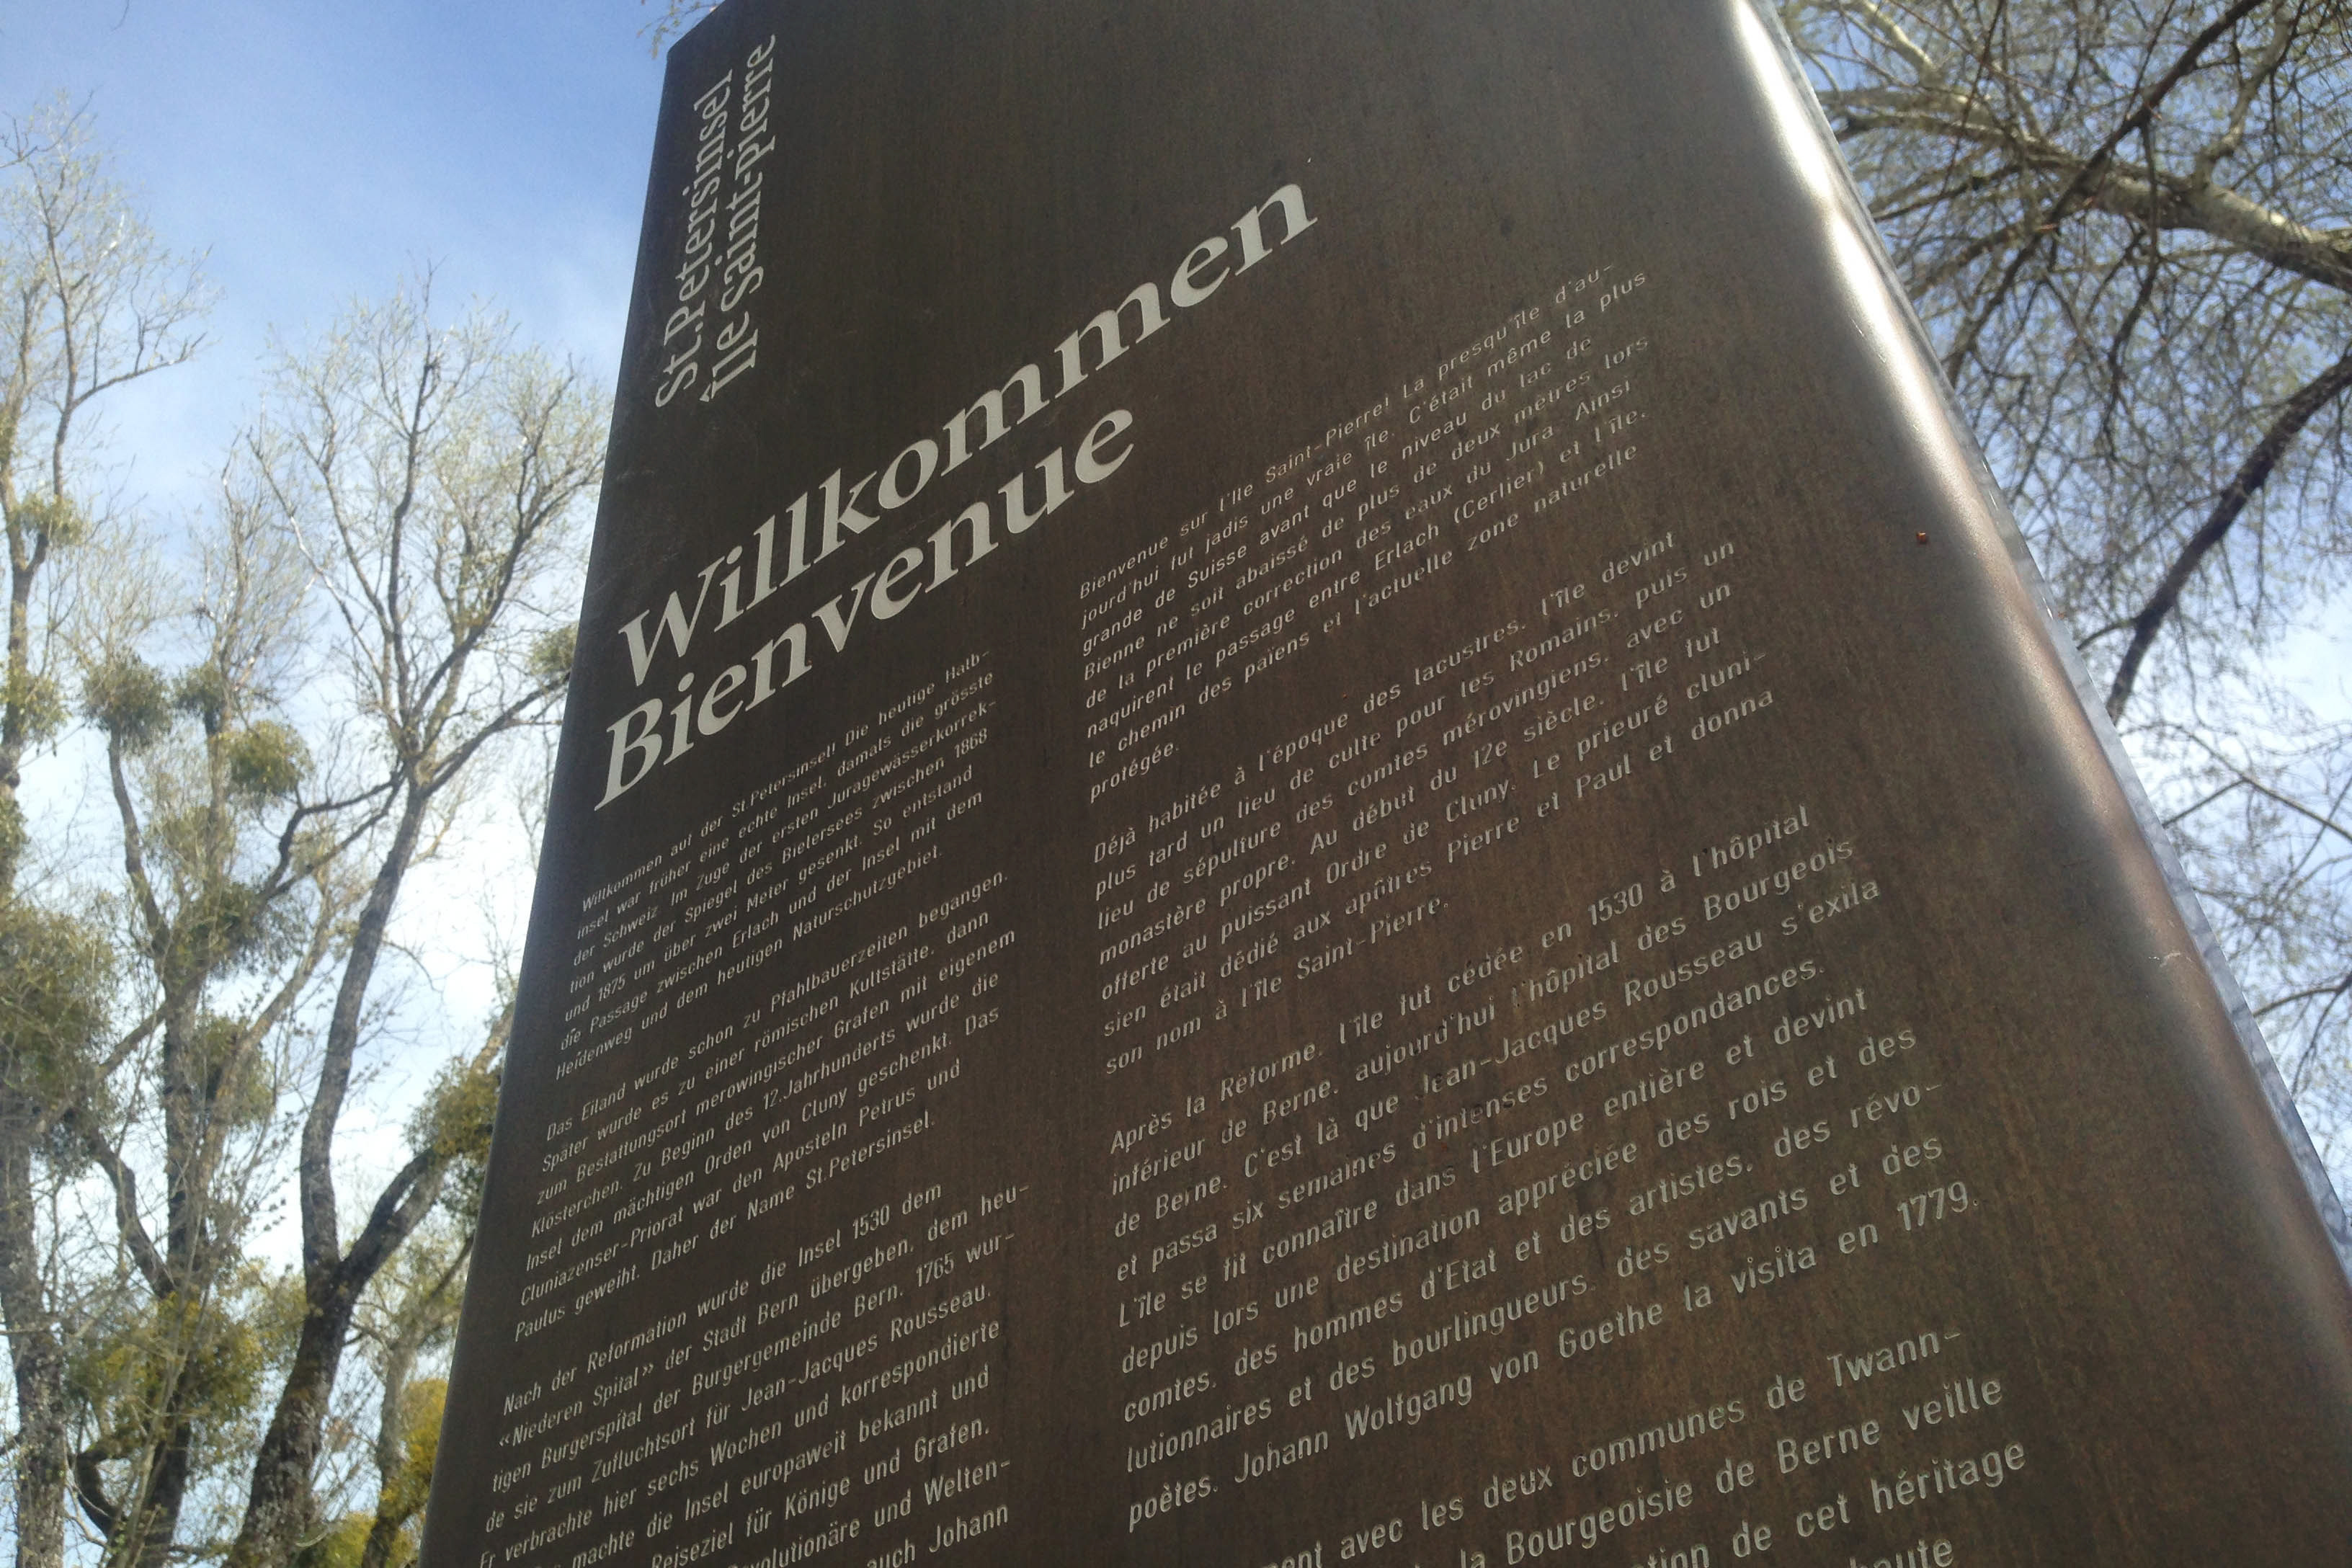 St.Petersinsel
Île saint-pierre
Willkommen
Bienvenue
Willkommen auf der St.Petersinsel! Die heutige Halb-
insel war früher eine echte Insel, damals die grösste
der Schweiz. Im Zuge der ersten Juragewässerkorrek-
tion wurde der Spiegel des Bielersees zwischen 1868
und 1875 um über zwei Meter gesenkt. So entstand
die Passage zwischen Erlach und der Insel mit dem
Heidenweg und dem heutigen Naturschutzgebiet.
Das Eiland wurde schon zu Pfahlbauerzeiten begangen.
Später wurde es zu einer römischen Kultstätte, dann
zum Bestattungsort merowingischer Grafen mit eigenem
Klösterchen. Zu Beginn des 12.Jahrhunderts wurde die
Insel dem mächtigen Orden von Cluny geschenkt. Das
Cluniazenser-Priorat war den Aposteln Petrus und
Paulus geweiht. Daher der Name St.Petersinsel.
Nach der Reformation wurde die Insel 1530 dem
«Niederen Spital» der Stadt Bern übergeben, dem heu-
tigen Burgerspital der Burgergemeinde Bern. 1765 wur-
de sie zum Zufluchtsort für Jean-Jacques Rousseau.
Er verbrachte hier sechs Wochen und korrespondierte
machte die Insel europaweit bekannt und
Reiseziel für Könige und Grafen,
Revolutionäre und Welten-
auch Johann
Bienvenue sur l'Ile Saint-Pierre! La presqu'île d'au-
jourd'hui fut jadis une vraie île. C'était même la plus
grande de Suisse avant que le niveau du lac de
Bienne ne soit abaissé de plus de deux mètres lors
de la première correction des eaux du Jura. Ainsi
naquirent le passage entre Erlach (Cerlier) et l'île,
le chemin des païens et l'actuelle zone naturelle
protégée.
Déjà habitée à l'époque des lacustres, l'île devint
plus tard un lieu de culte pour les Romains, puis un
lieu de sépulture des comtes mérovingiens, avec un
monastère propre. Au début du 12e siècle, l'île fut
offerte au puissant Ordre de Cluny. Le prieuré cluni-
sien était dédié aux apôtres Pierre et Paul et donna
son nom à l'île Saint-Pierre.
Après la Réforme, l'île fut cédée en 1530 à l'hôpital
inférieur de Berne, aujourd'hui l'hôpital des Bourgeois
de Berne. C'est là que Jean-Jacques Rousseau s'exila
et passa six semaines d'intenses correspondances.
L'île se fit connaître dans l'Europe entière et devint
depuis lors une destination appréciée des rois et des
comtes, des hommes d'Etat et des artistes, des révo-
lutionnaires et des bourlingueurs, des savants et des
poètes. Johann Wolfgang von Goethe la visita en 1779.
avec les deux communes de Twann-
la Bourgeoisie de Berne veille
de cet héritage